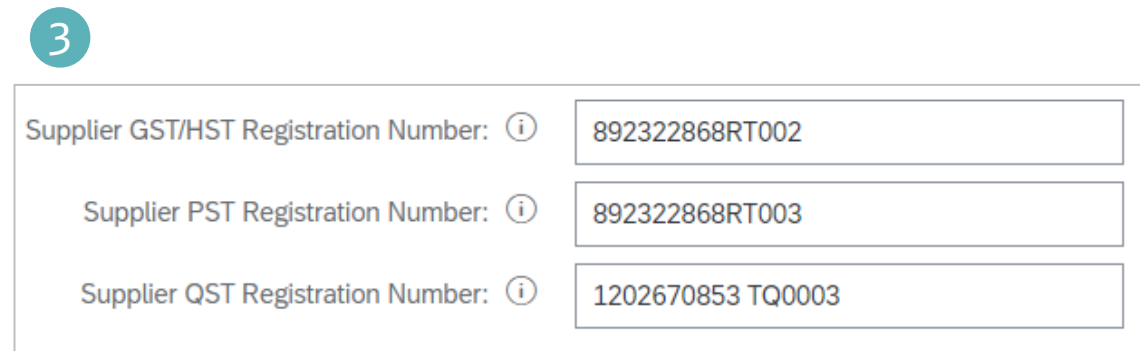 3
Supplier GST/HST Registration Number: i 892322868RT002
Supplier PST Registration Number: i 892322868RT003
Supplier QST Registration Number: i 1202670853 TQ0003